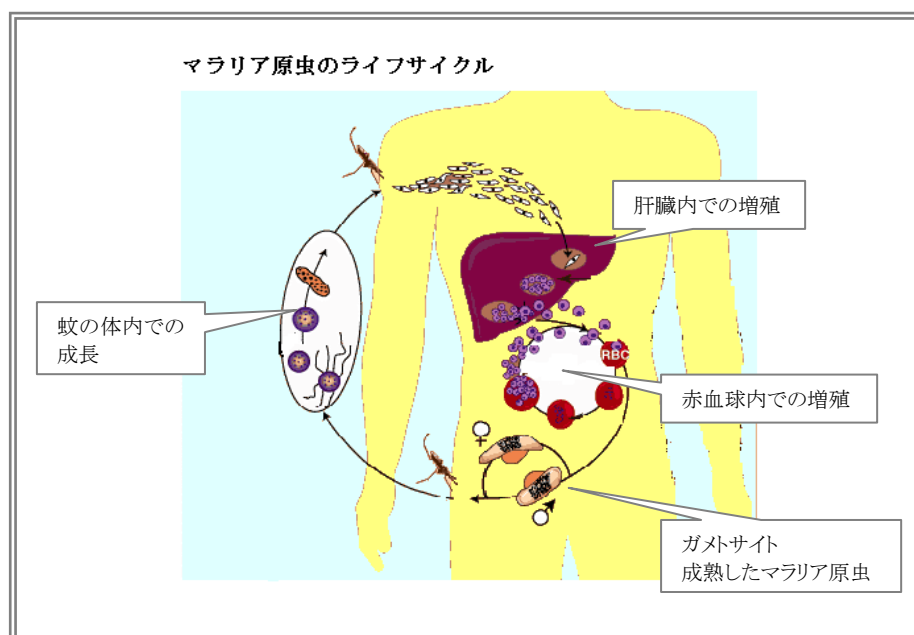 マラリア原虫のライフサイクル
肝臓内での増殖
蚊の体内での
成長
RBC
赤血球内での増殖
♀
♂
ガメトサイト
成熟したマラリア原虫